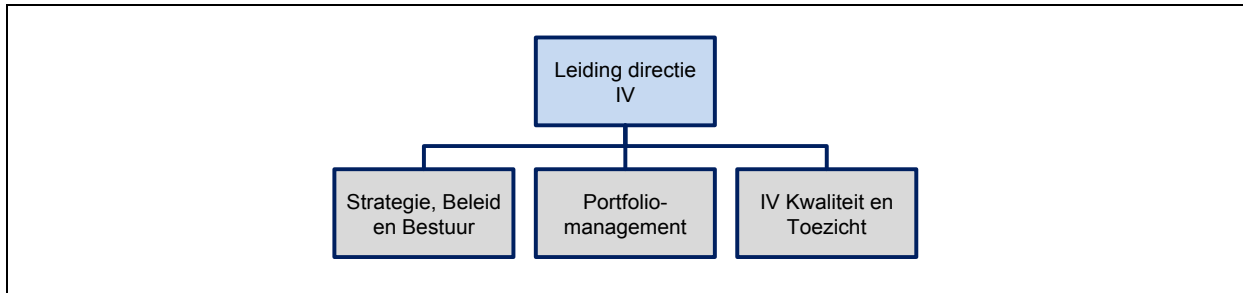 Leiding directie
IV
Strategie, Beleid
en Bestuur
Portfolio-
management
IV Kwaliteit en
Toezicht